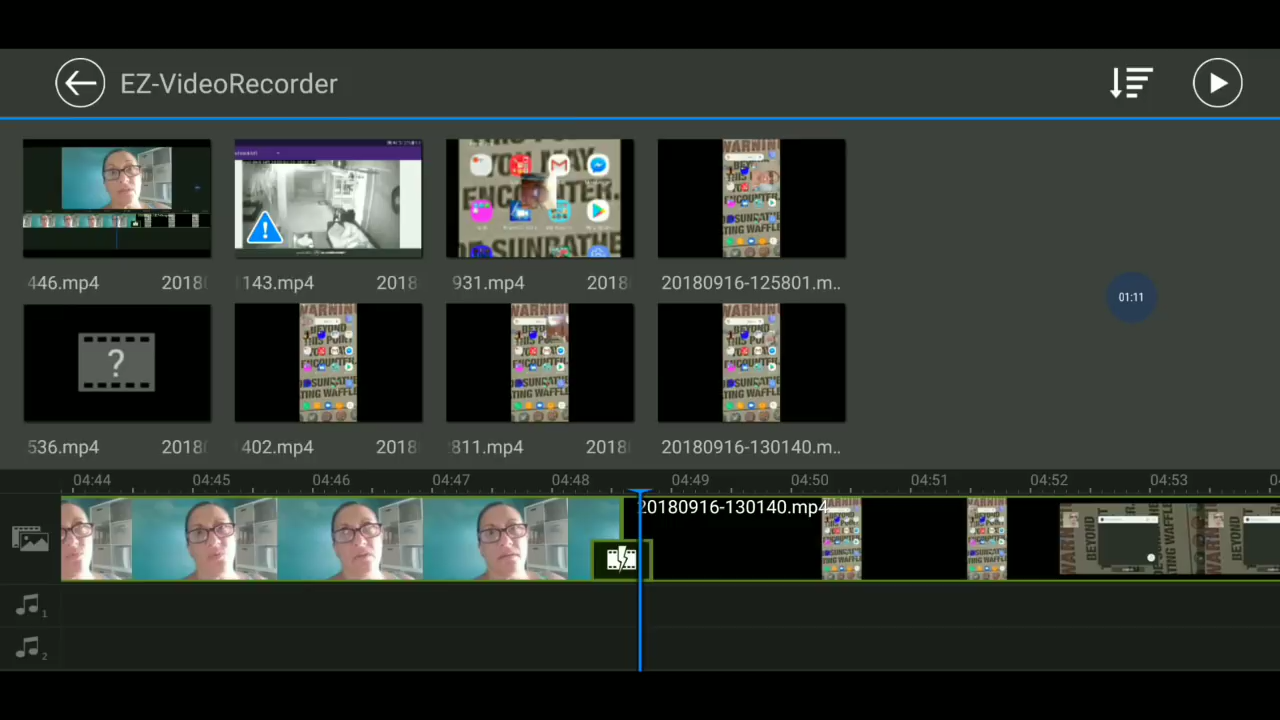 EZ-VideoRecorder
446.mp4 2018
143.mp4 2018
931.mp4 2018
20180916-125801.m..
01:11
536.mp4 2018
402.mp4 2018
811.mp4 2018
20180916-130140.m..
04:44 04:45 04:46 04:47 04:48 04:49 04:50 04:51 04:52 04:53
20180916-130140.mp4
1
2